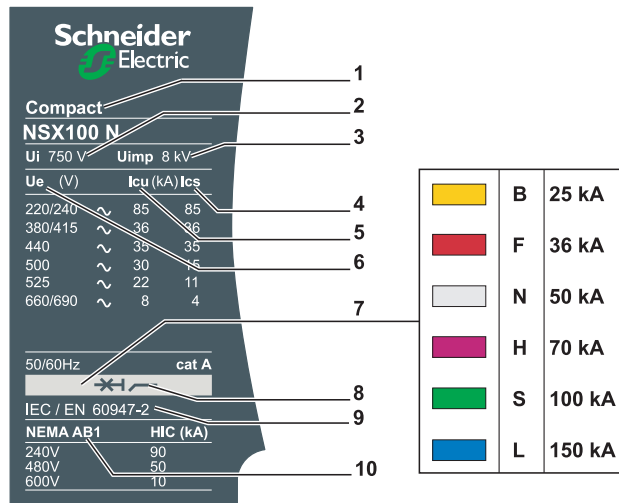 Schneider
Electric
1
Compact
2
NSX100 N
3
Ui 750 V Uimp 8 kV
Ue (V) Icu (kA) Ics
4
220/240 85 85
380/415 36 36
5
440 35 35
6
500 30 15
525 22 11
660/690 8 4
7
50/60Hz cat A
8
IEC / EN 60947-2
9
NEMA AB1 HIC (kA)
240V 90
480V 50
10
600V 10
B 25 kA
F 36 kA
N 50 kA
H 70 kA
S 100 kA
L 150 kA